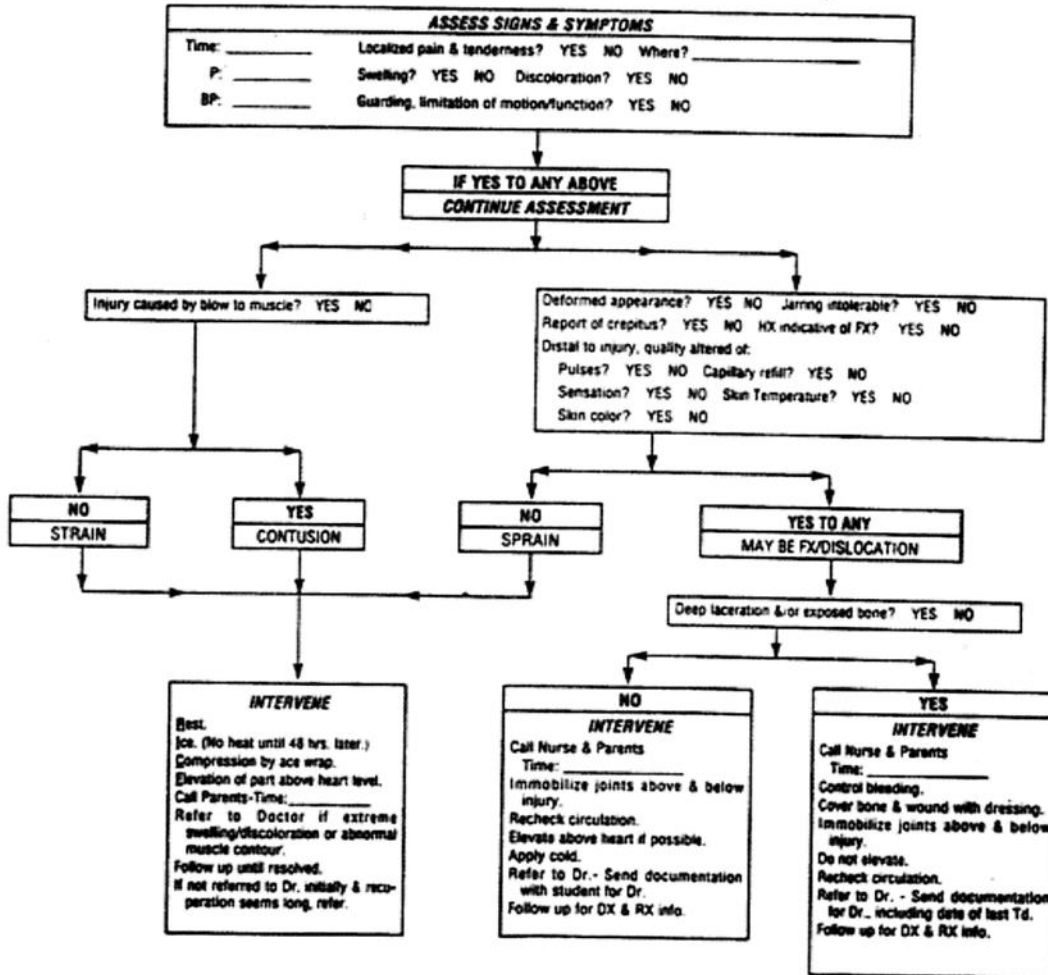 ASSESS SIGNS & SYMPTOMS
Time: Localized pain & tenderness? YES NO Where?
P: Swelling? YES NO Discoloration? YES NO
BP: Guarding, limitation of motion/function? YES NO
IF YES TO ANY ABOVE
CONTINUE ASSESSMENT
Injury caused by blow to muscle? YES NO
Deformed appearance? YES NO Jarring intolerable? YES NO
Report of crepitus? YES NO HX indicative of FX? YES NO
Distal to injury, quality altered of:
Pulses? YES NO Capillary refill? YES NO
Sensation? YES NO Skin Temperature? YES NO
Skin color? YES NO
NO
STRAIN
YES
CONTUSION
NO
SPRAIN
YES TO ANY
MAY BE FX/DISLOCATION
Deep laceration &/or exposed bone? YES NO
INTERVENE
Rest.
Ice. (No heat until 48 hrs. later.)
Compression by ace wrap.
Elevation of part above heart level.
Call Parents-Time:
Refer to Doctor if extreme
swelling/discoloration or abnormal
muscle contour.
Follow up until resolved.
If not referred to Dr. initially & recu-
peration seems long, refer.
NO
INTERVENE
Call Nurse & Parents
Time:
Immobilize joints above & below
injury.
Recheck circulation.
Elevate above heart if possible.
Apply cold.
Refer to Dr.- Send documentation
with student for Dr.
Follow up for DX & RX info.
YES
INTERVENE
Call Nurse & Parents
Time:
Control bleeding.
Cover bone & wound with dressing.
Immobilize joints above & below
injury.
Do not elevate.
Recheck circulation.
Refer to Dr. - Send documentation
for Dr., including date of last Td.
Follow up for DX & RX info.